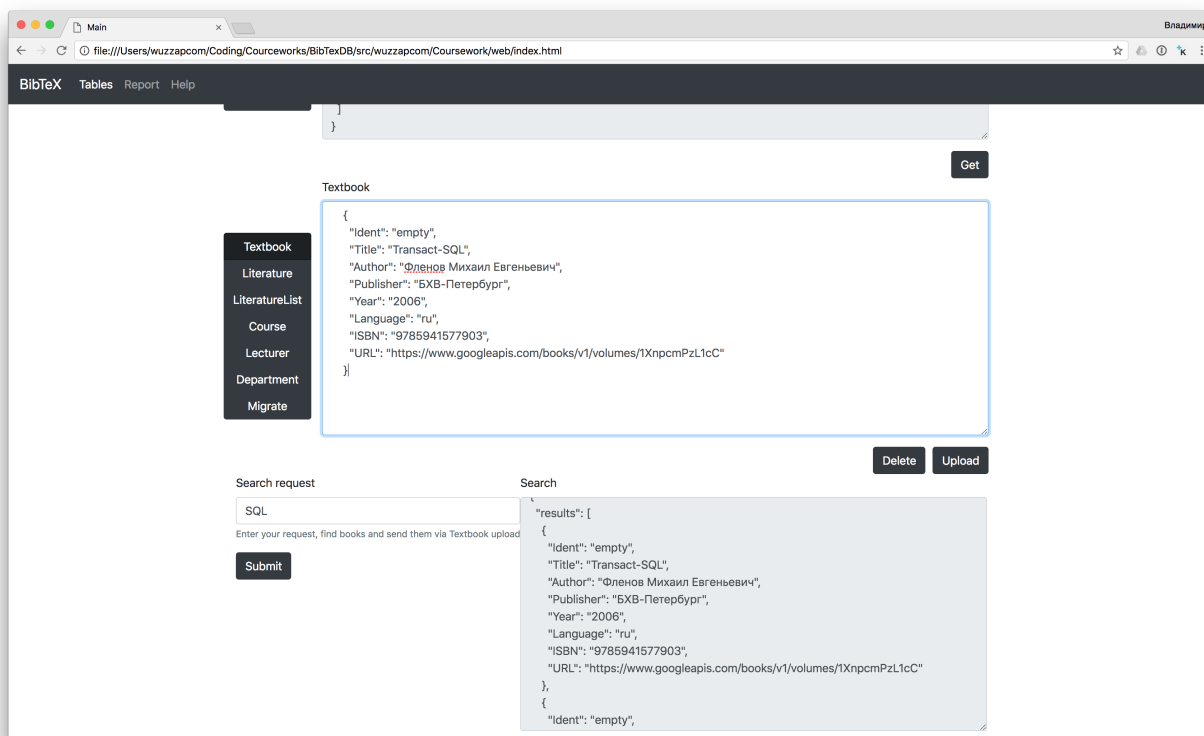 Main
Владимир
file:///Users/wuzzapcom/Coding/Courceworks/BibTexDB/src/wuzzapcom/Coursework/web/index.html
BibTeX Tables Report Help
]
}
Get
Textbook
{
"Ident": "empty",
"Title": "Transact-SQL",
"Author": "Фленов Михаил Евгеньевич",
"Publisher": "БХВ-Петербург",
"Year": "2006",
"Language": "ru",
"ISBN": "9785941577903",
"URL": "https://www.googleapis.com/books/v1/volumes/1XnpcmPzL1cC"
}
Textbook
Literature
LiteratureList
Course
Lecturer
Department
Migrate
Delete Upload
Search request
SQL
Enter your request, find books and send them via Textbook upload
Submit
Search
{
"results": [
{
"Ident": "empty",
"Title": "Transact-SQL",
"Author": "Фленов Михаил Евгеньевич",
"Publisher": "БХВ-Петербург",
"Year": "2006",
"Language": "ru",
"ISBN": "9785941577903",
"URL": "https://www.googleapis.com/books/v1/volumes/1XnpcmPzL1cC"
},
{
"Ident": "empty",